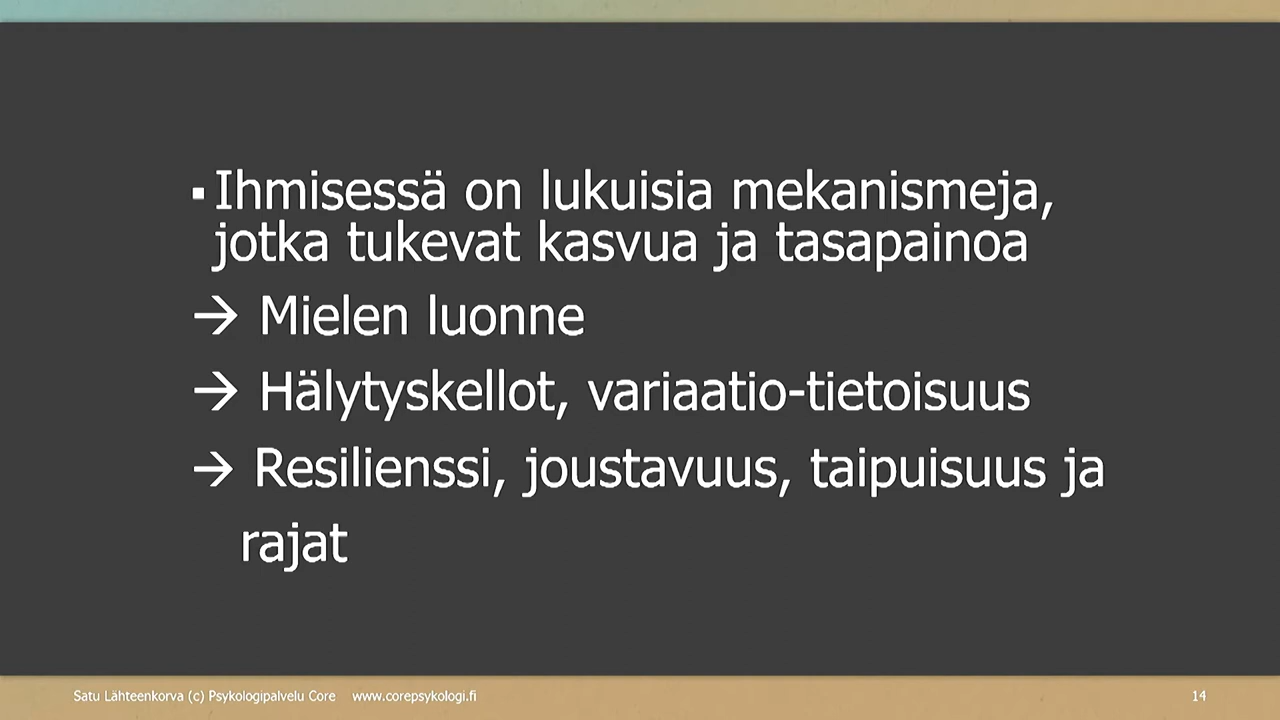 ▪ Ihmisessä on lukuisia mekanismeja,
jotka tukevat kasvua ja tasapainoa
→ Mielen luonne
→ Hälytyskellot, variaatio-tietoisuus
→ Resilienssi, joustavuus, taipuisuus ja
rajat
Satu Lähteenkorva (c) Psykologipalvelu Core www.corepsykologi.fi
14